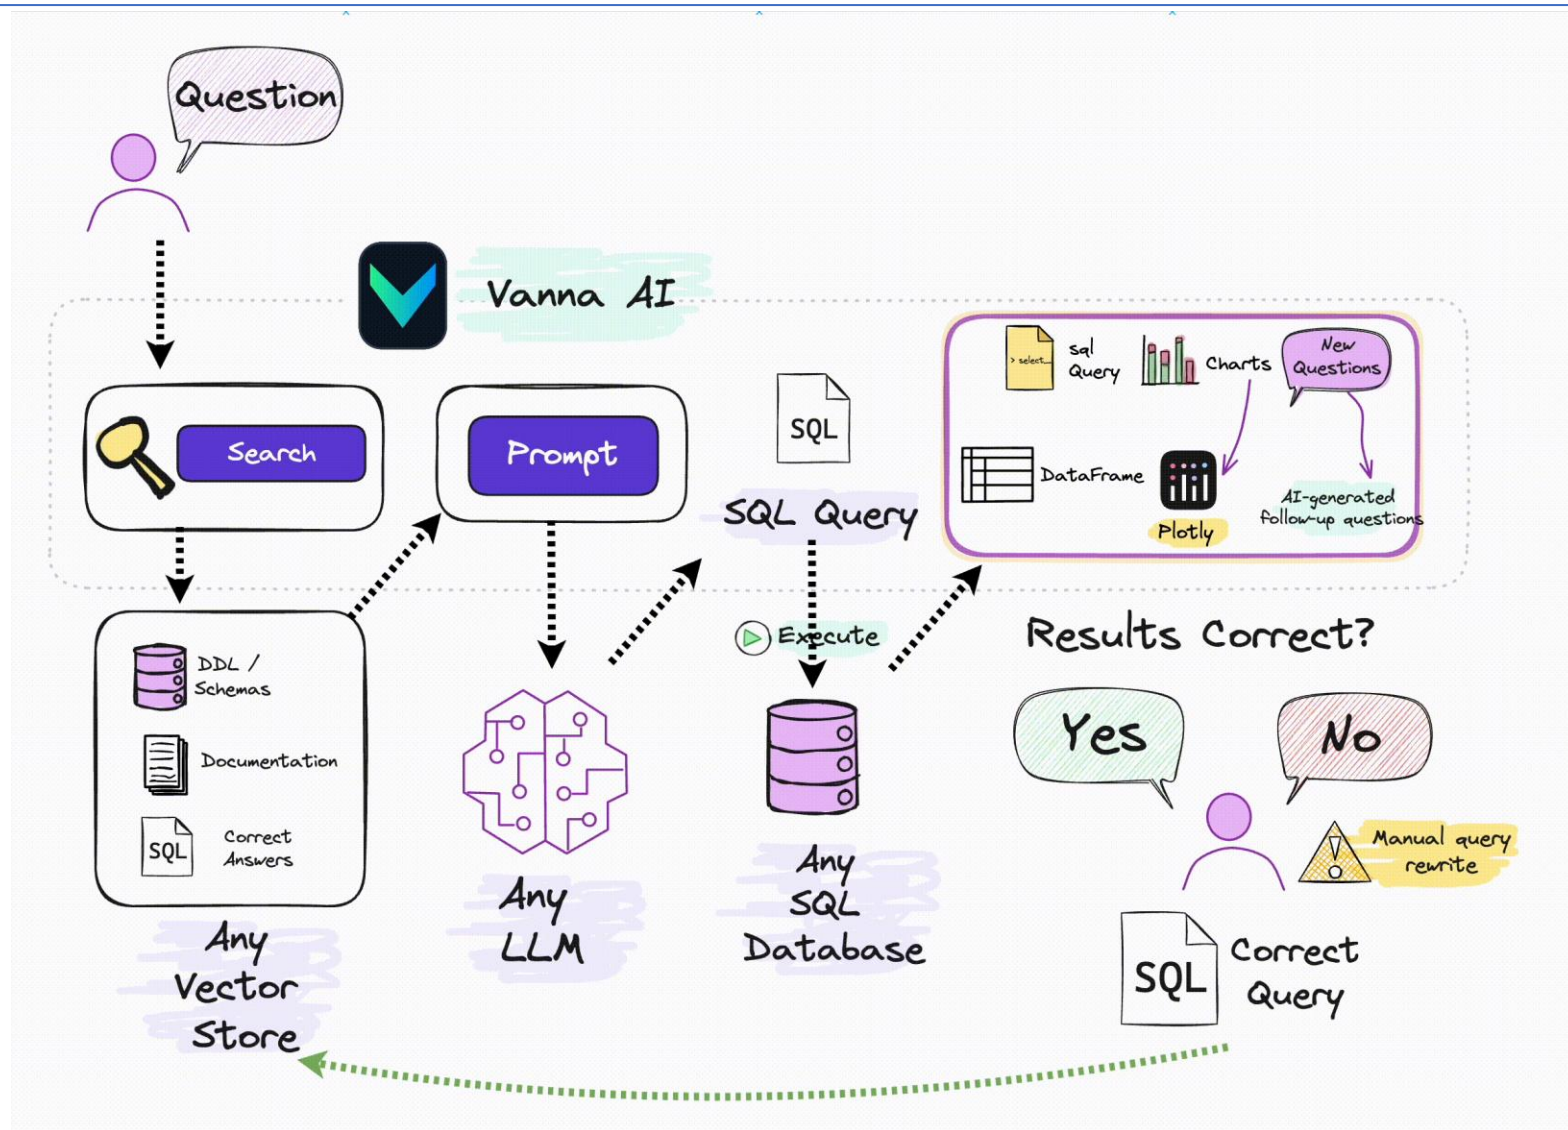 Question
Vanna AI
Search
Prompt
SQL
SQL Query
> select...
sql
Query
Charts
New
Questions
DataFrame
Plotly
AI-generated
follow-up questions
DDL /
Schemas
Documentation
SQL
Correct
Answers
Any
Vector
Store
Any
LLM
Execute
Any
SQL
Database
Results Correct?
Yes
No
Manual query
rewrite
SQL
Correct
Query